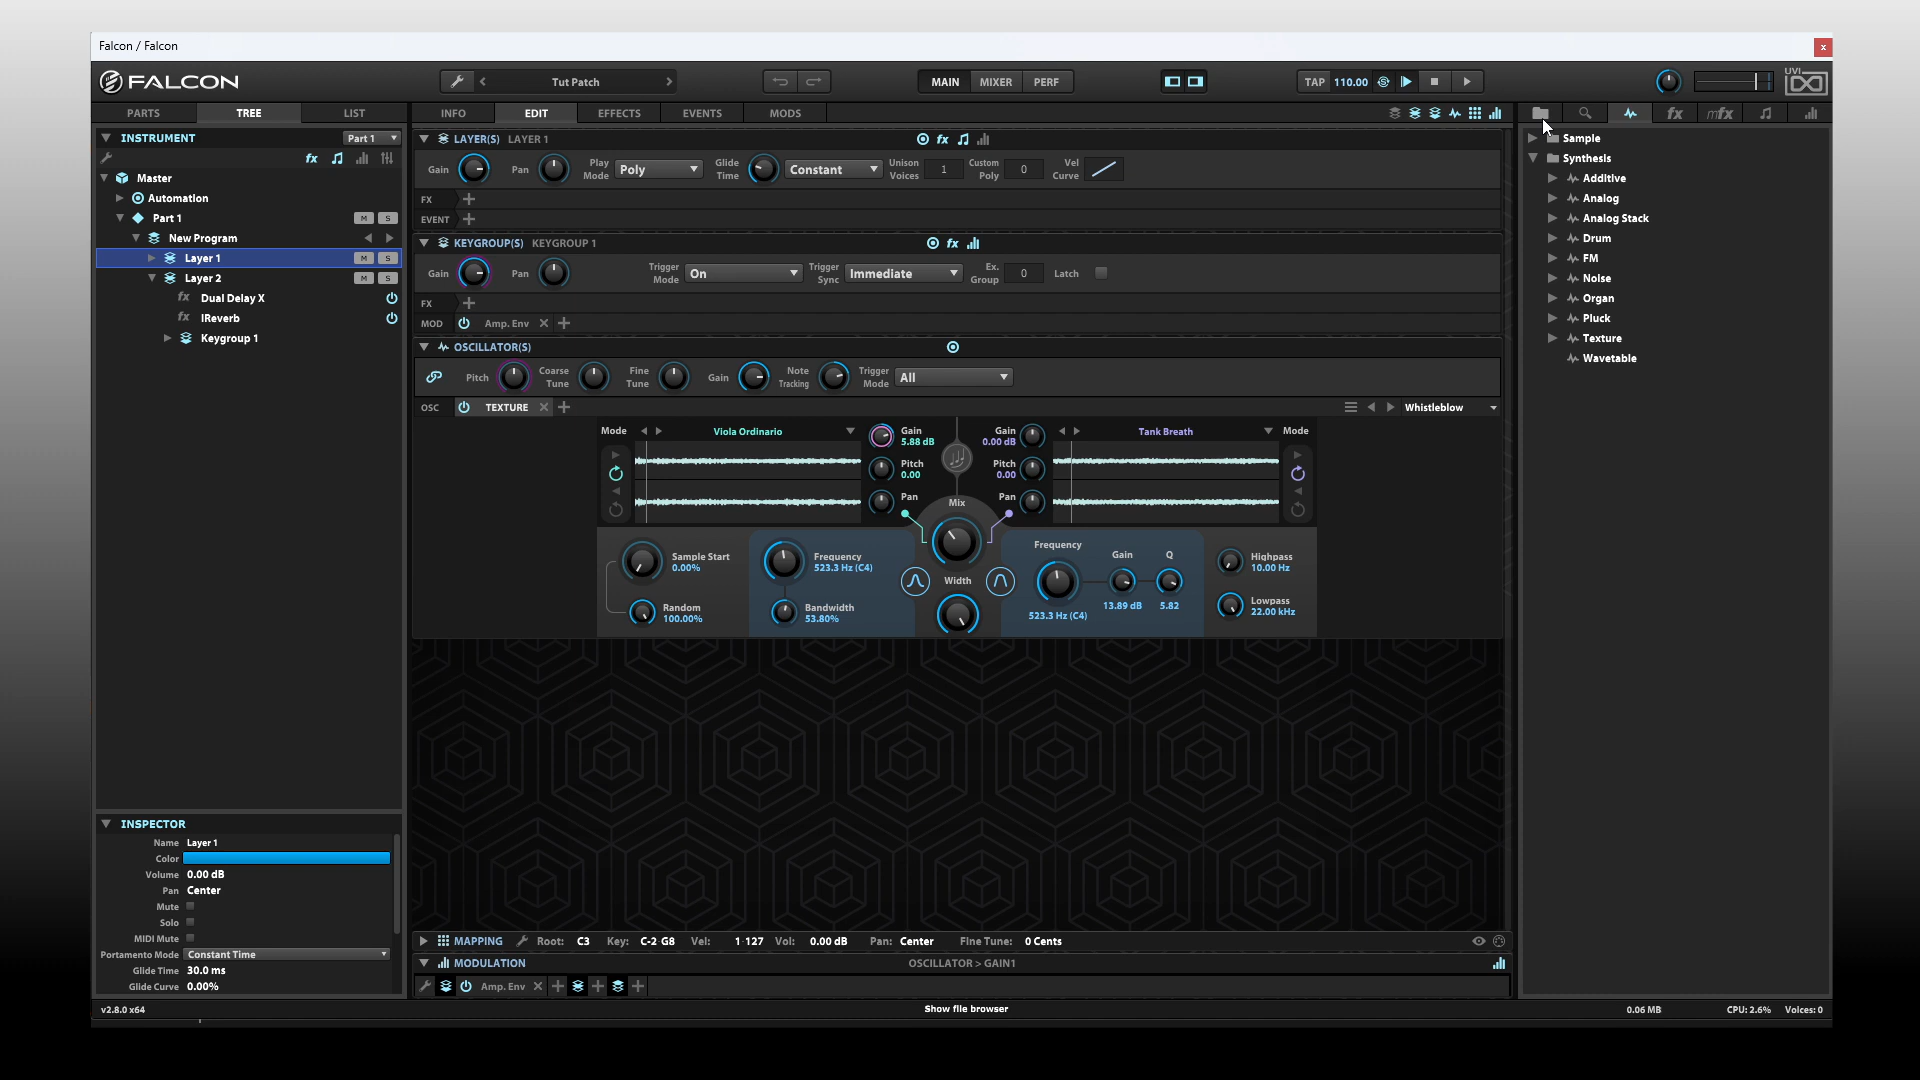 Falcon / Falcon
x
FALCON
Tut Patch
MAIN MIXER PERF
TAP 110.00
UVI
PARTS TREE LIST
INFO EDIT EFFECTS EVENTS MODS
fx mfx
INSTRUMENT Part 1
fx
Master
Automation
Part 1 M S
New Program
Layer 1 M S
Layer 2 M S
fx Dual Delay X
fx IReverb
Keygroup 1
LAYER(S) LAYER 1 fx
Gain Pan Play Mode Poly Glide Time Constant Unison Voices 1 Custom Poly 0 Vel Curve
FX
EVENT
KEYGROUP(S) KEYGROUP 1 fx
Gain Pan Trigger Mode On Trigger Sync Immediate Ex. Group 0 Latch
FX
MOD Amp. Env
OSCILLATOR(S)
Pitch Coarse Tune Fine Tune Gain Note Tracking Trigger Mode All
OSC TEXTURE Whistleblow
Mode Viola Ordinario Gain 5.88 dB Gain 0.00 dB Tank Breath Mode
Pitch 0.00 Pitch 0.00
Pan Pan
Mix
Sample Start 0.00%
Frequency 523.3 Hz (C4)
Width
Frequency 523.3 Hz (C4)
Gain 13.89 dB
Q 5.82
Highpass 10.00 Hz
Random 100.00%
Bandwidth 53.80%
Lowpass 22.00 kHz
Sample
Synthesis
Additive
Analog
Analog Stack
Drum
FM
Noise
Organ
Pluck
Texture
Wavetable
INSPECTOR
Name Layer 1
Color
Volume 0.00 dB
Pan Center
Mute
Solo
MIDI Mute
Portamento Mode Constant Time
Glide Time 30.0 ms
Glide Curve 0.00%
MAPPING Root: C3 Key: C-2 G8 Vel: 1 127 Vol: 0.00 dB Pan: Center Fine Tune: 0 Cents
MODULATION OSCILLATOR > GAIN1
Amp. Env
v2.8.0 x64 Show file browser 0.06 MB CPU: 2.6% Voices: 0